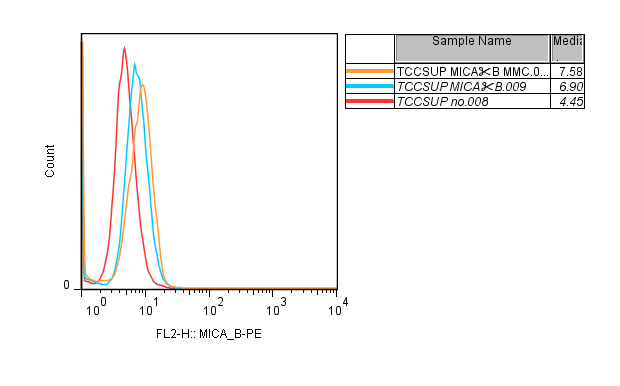 Sample Name Media
TCCSUP MICA B MMC.0... 7.58
TCCSUP MICA B.009 6.90
TCCSUP no.008 4.45
Count
0
10^0 10^1 10^2 10^3 10^4
FL2-H:: MICA_B-PE